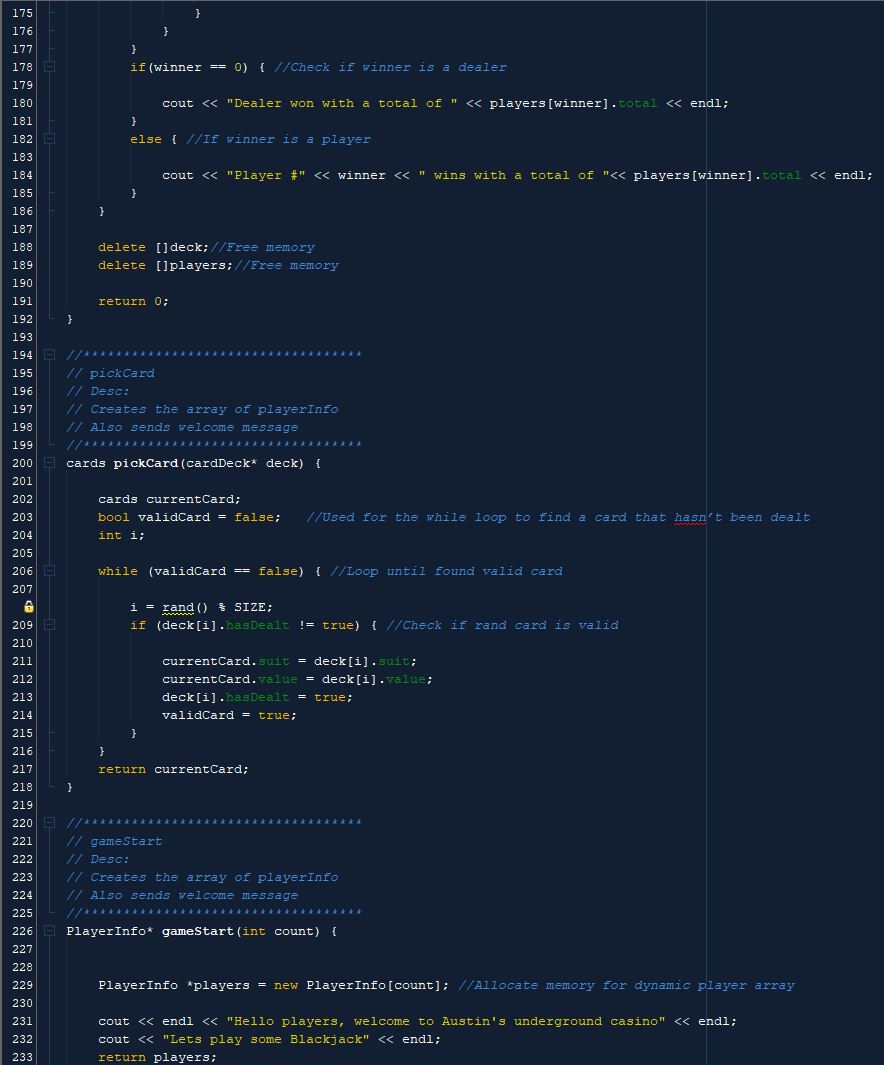 175 }
176 }
177 }
178 if(winner == 0) { //Check if winner is a dealer
179
180 cout << "Dealer won with a total of " << players[winner].total << endl;
181 }
182 else { //If winner is a player
183
184 cout << "Player #" << winner << " wins with a total of "<< players[winner].total << endl;
185 }
186 }
187
188 delete []deck;//Free memory
189 delete []players;//Free memory
190
191 return 0;
192 }
193
194 //***********************************
195 // pickCard
196 // Desc:
197 // Creates the array of playerInfo
198 // Also sends welcome message
199 //***********************************
200 cards pickCard(cardDeck* deck) {
201
202 cards currentCard;
203 bool validCard = false; //Used for the while loop to find a card that hasn't been dealt
204 int i;
205
206 while (validCard == false) { //Loop until found valid card
207
i = rand() % SIZE;
209 if (deck[i].hasDealt != true) { //Check if rand card is valid
210
211 currentCard.suit = deck[i].suit;
212 currentCard.value = deck[i].value;
213 deck[i].hasDealt = true;
214 validCard = true;
215 }
216 }
217 return currentCard;
218 }
219
220 //***********************************
221 // gameStart
222 // Desc:
223 // Creates the array of playerInfo
224 // Also sends welcome message
225 //***********************************
226 PlayerInfo* gameStart(int count) {
227
228
229 PlayerInfo *players = new PlayerInfo[count]; //Allocate memory for dynamic player array
230
231 cout << endl << "Hello players, welcome to Austin's underground casino" << endl;
232 cout << "Lets play some Blackjack" << endl;
233 return players;